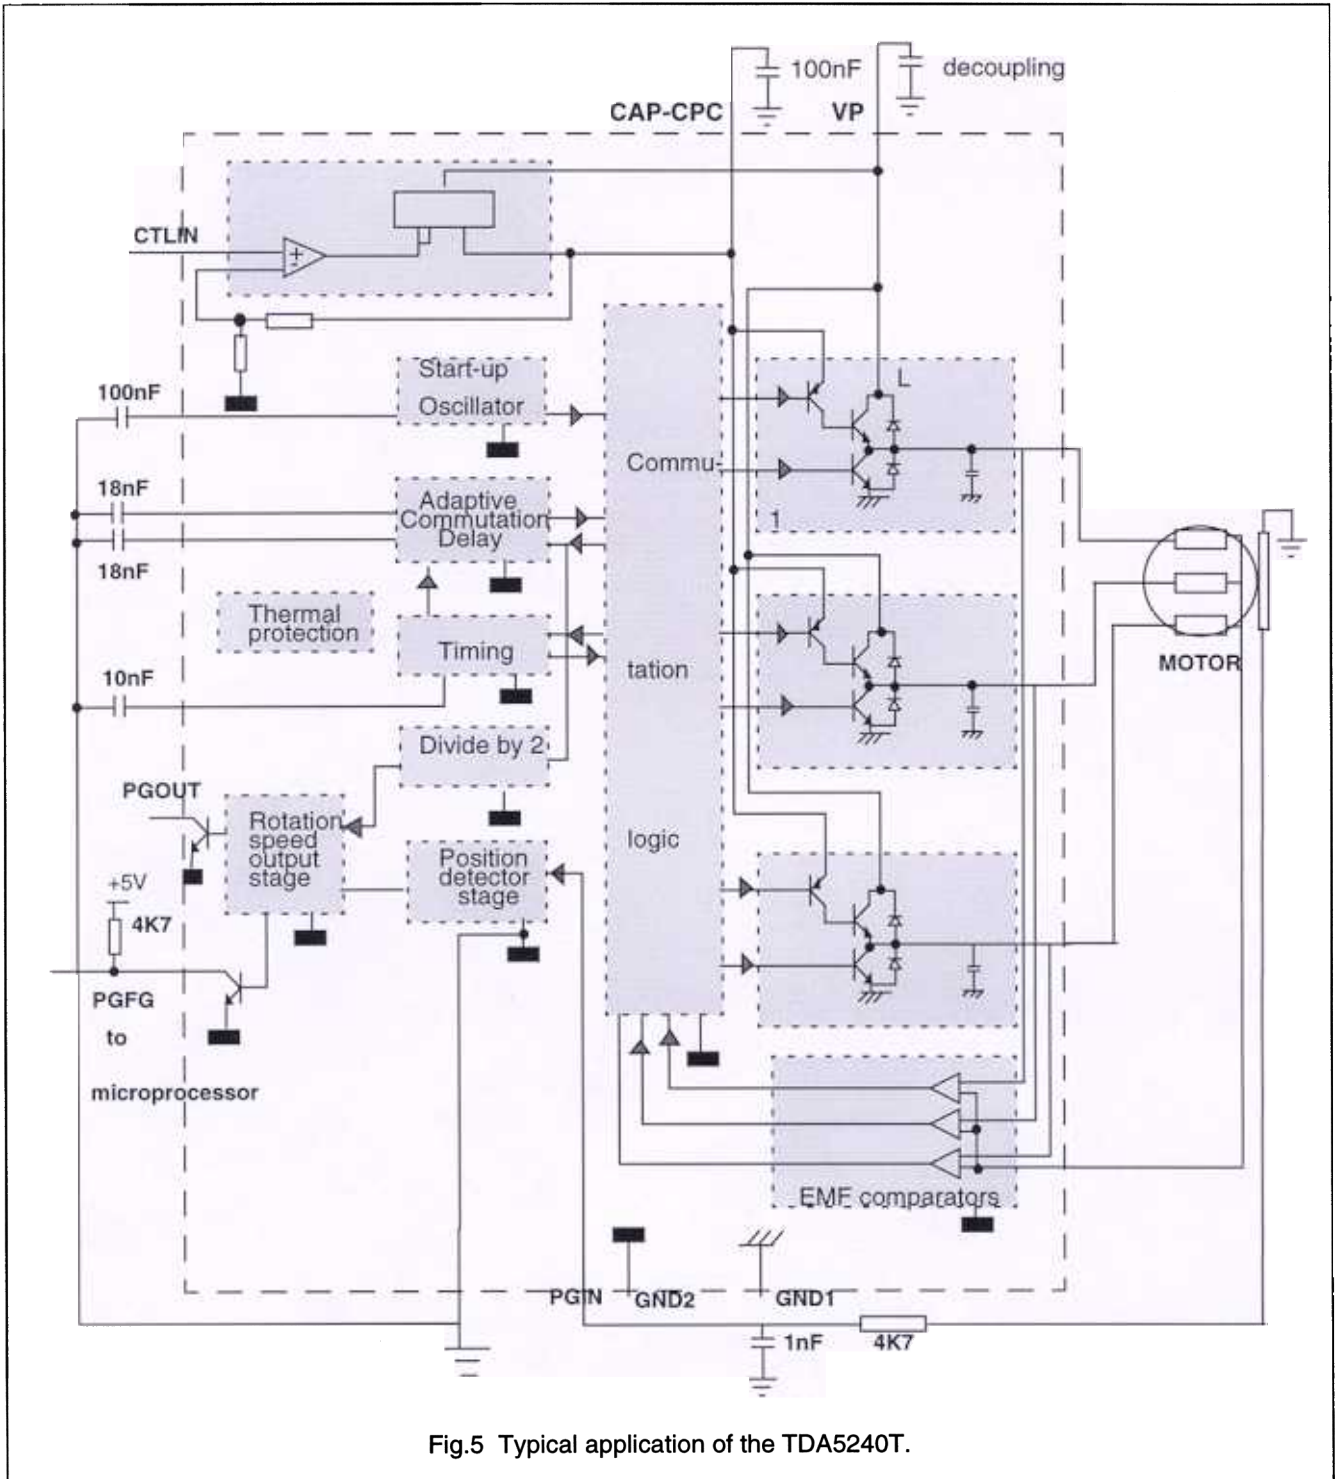 100nF
decoupling
CAP-CPC
VP
CTLIN
+
-
Start-up
Oscillator
100nF
L
Commu-
18nF
Adaptive
Commutation
Delay
1
18nF
Thermal
protection
Timing
tation
MOTOR
10nF
Divide by 2
PGOUT
Rotation
speed
output
stage
logic
Position
detector
stage
+5V
4K7
PGFG
to
microprocessor
EMF comparators
PGIN
GND2
GND1
1nF
4K7
Fig.5 Typical application of the TDA5240T.